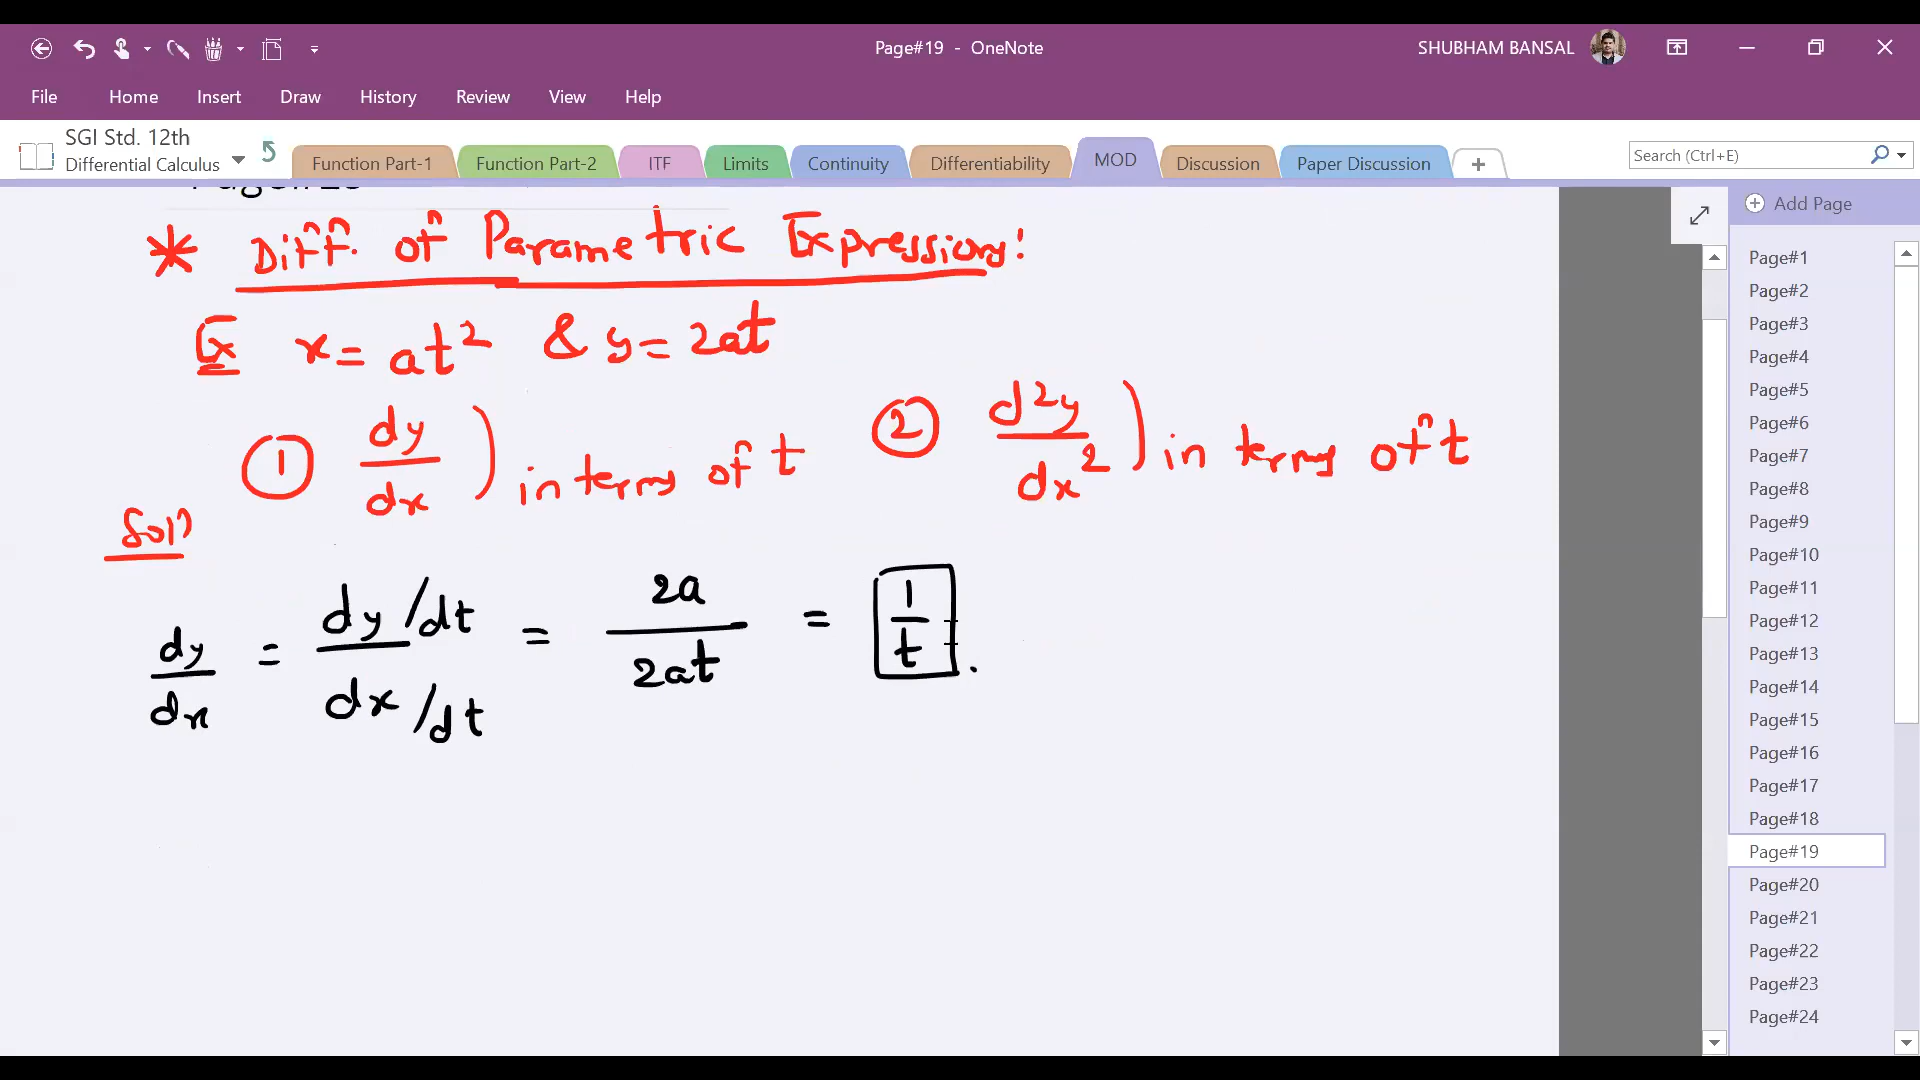 Page#19 - OneNote
SHUBHAM BANSAL
File Home Insert Draw History Review View Help
SGI Std. 12th
Differential Calculus
Function Part-1 Function Part-2 ITF Limits Continuity Differentiability MOD Discussion Paper Discussion +
Search (Ctrl+E)
Add Page
* Diff. of Parametric Expressions:
Ex x = at² & y = 2at
① dy/dx) in terms of t ② d²y/dx²) in terms of t
Solⁿ
dy/dx = (dy/dt)/(dx/dt) = 2a/2at = 1/t.
Page#1
Page#2
Page#3
Page#4
Page#5
Page#6
Page#7
Page#8
Page#9
Page#10
Page#11
Page#12
Page#13
Page#14
Page#15
Page#16
Page#17
Page#18
Page#19
Page#20
Page#21
Page#22
Page#23
Page#24